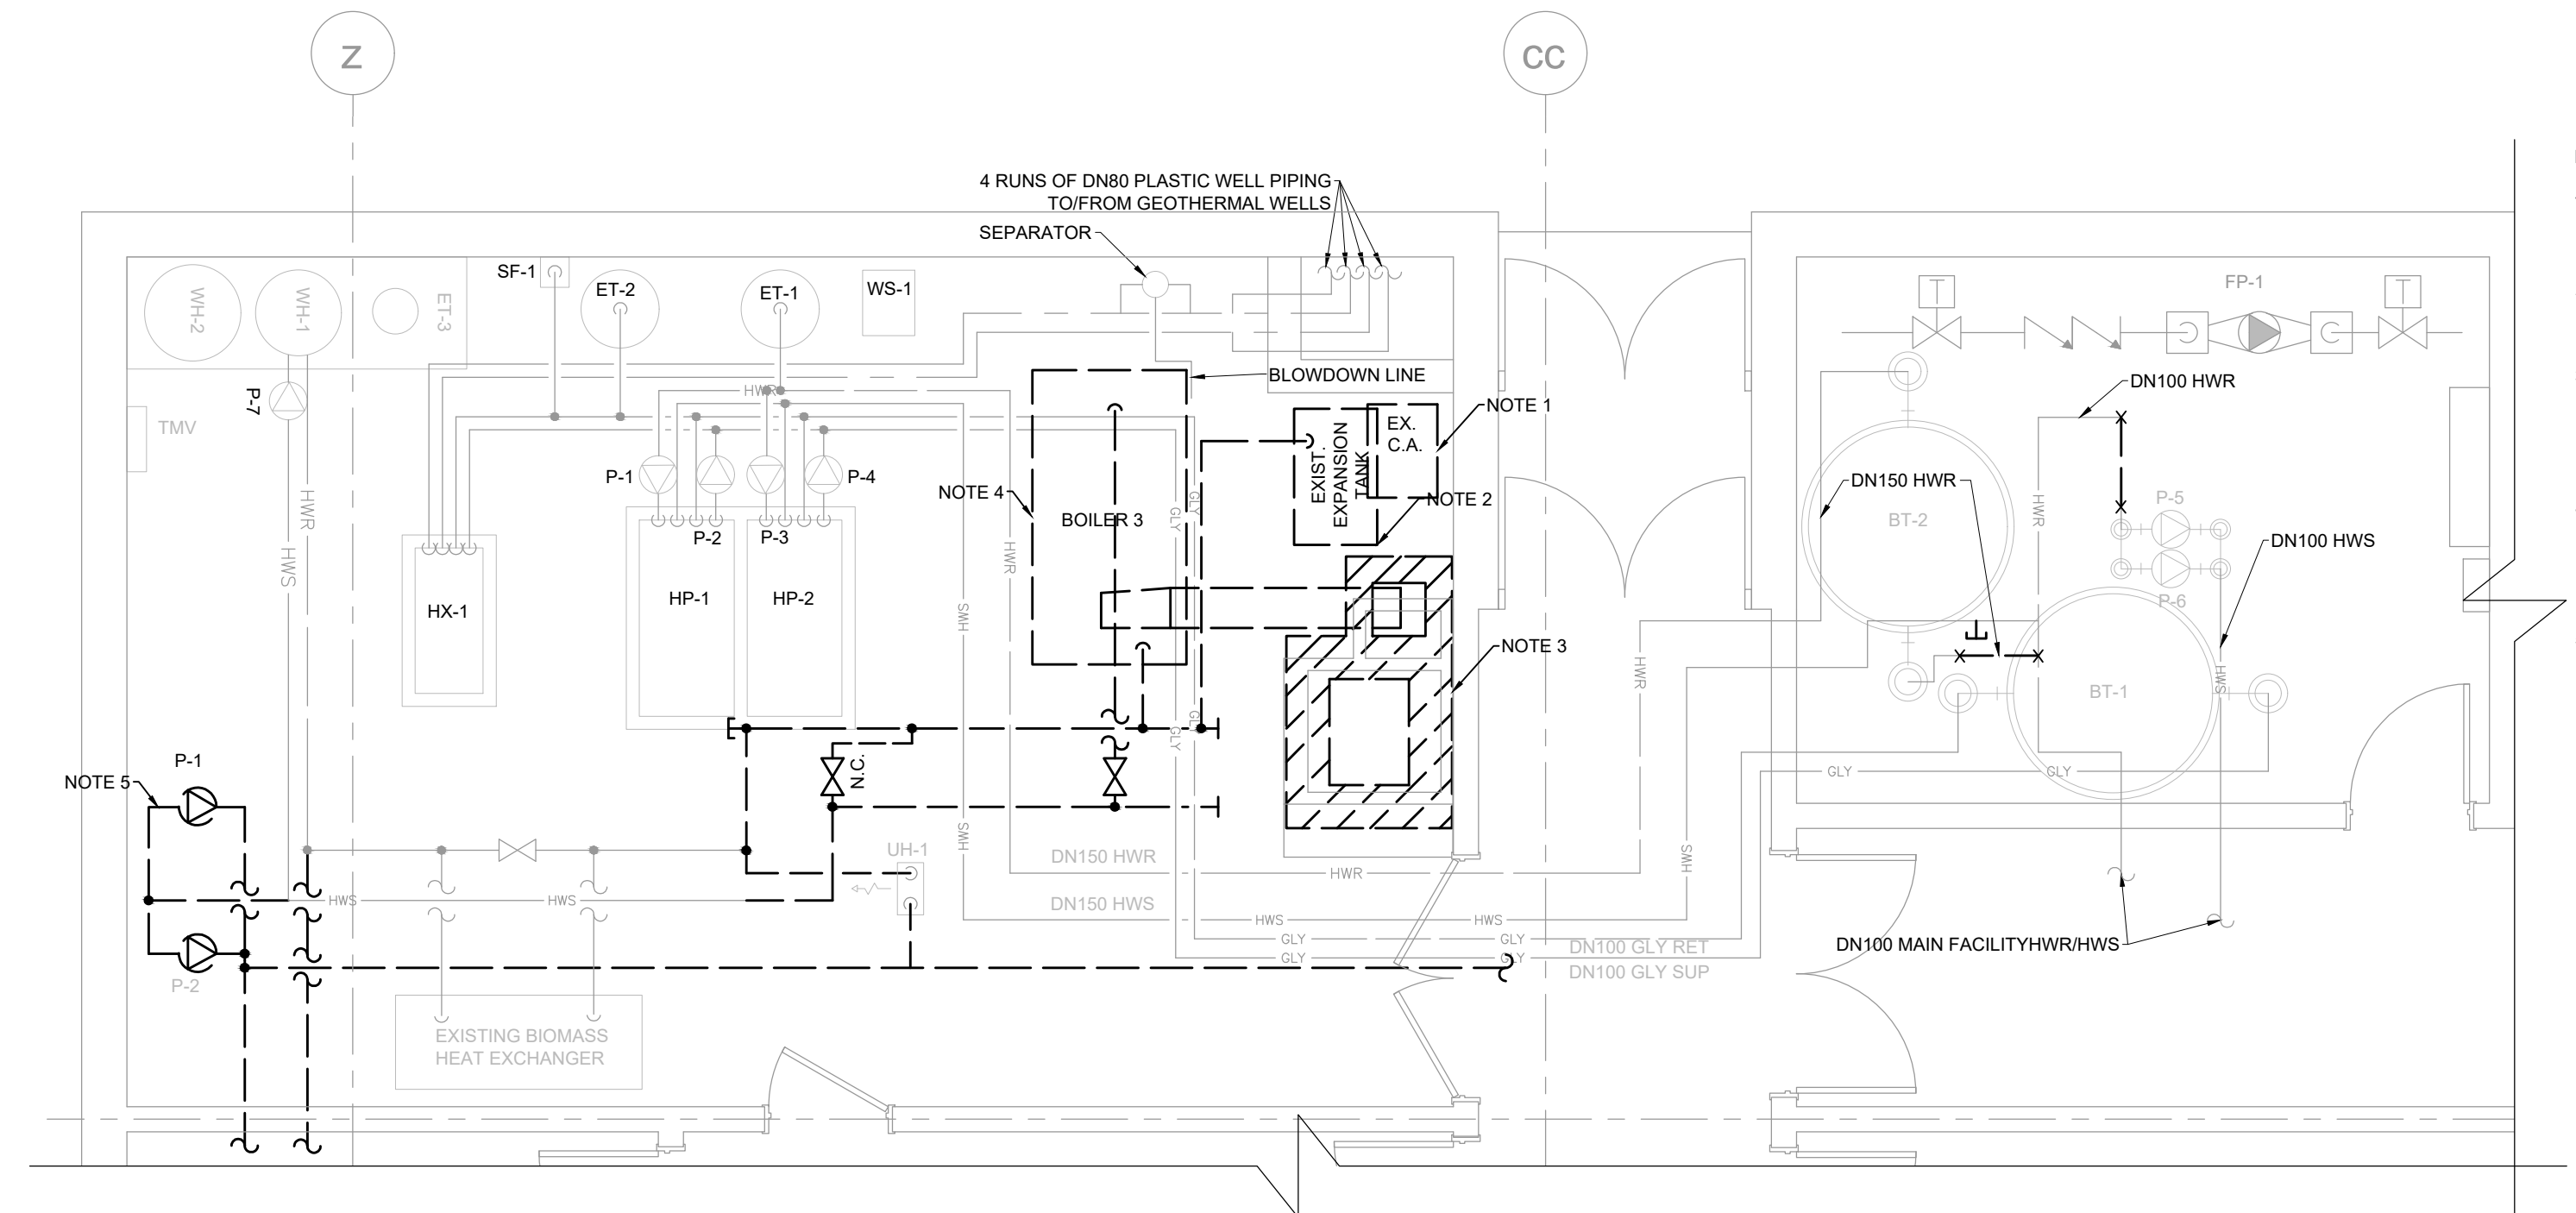 Z
CC
4 RUNS OF DN80 PLASTIC WELL PIPING
TO/FROM GEOTHERMAL WELLS
SEPARATOR
SF-1
ET-2
ET-1
WS-1
WH-2
WH-1
ET-3
FP-1
T
T
P-7
TMV
HWR
BLOWDOWN LINE
DN100 HWR
NOTE 1
EX.
C.A.
EXIST.
EXPANSION
TANK
NOTE 2
NOTE 4
BOILER 3
P-1
P-4
P-2
P-3
DN150 HWR
BT-2
HWR
P-5
P-6
DN100 HWS
HWR
HWS
GLY
GLY
HWR
HX-1
HP-1
HP-2
HWS
NOTE 3
HWR
BT-1
HWS
GLY
GLY
N.C.
P-1
NOTE 5
GLY
GLY
HWS
UH-1
DN150 HWR
HWR
HWS
HWS
HWS
DN150 HWS
HWS
HWS
GLY
GLY
GLY
GLY
DN100 GLY RET
DN100 GLY SUP
DN100 MAIN FACILITYHWR/HWS
P-2
EXISTING BIOMASS
HEAT EXCHANGER